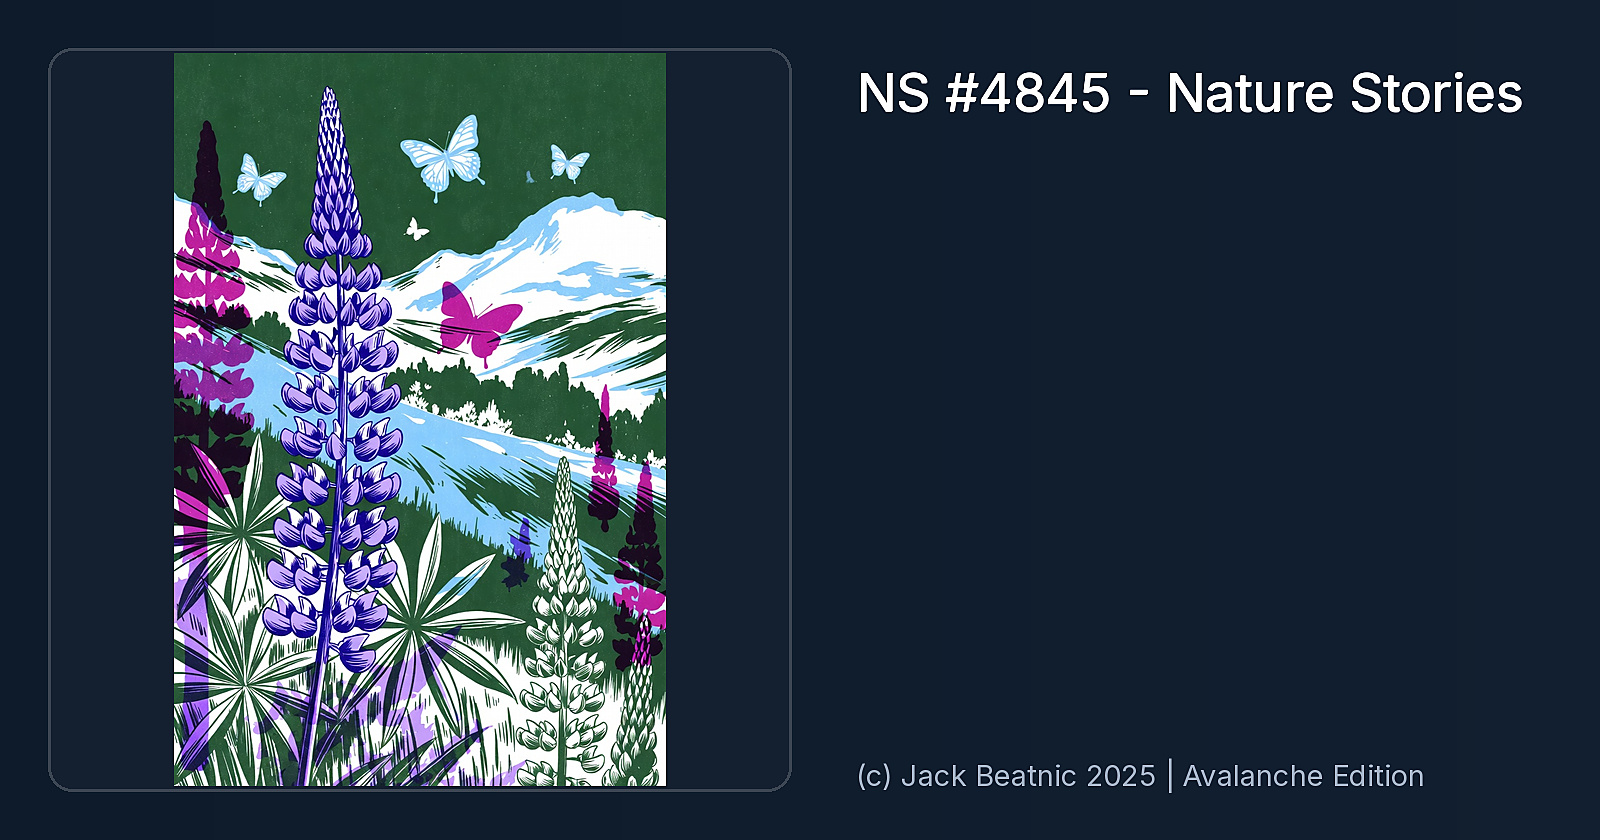 NS #4845 - Nature Stories
(c) Jack Beatnic 2025 | Avalanche Edition